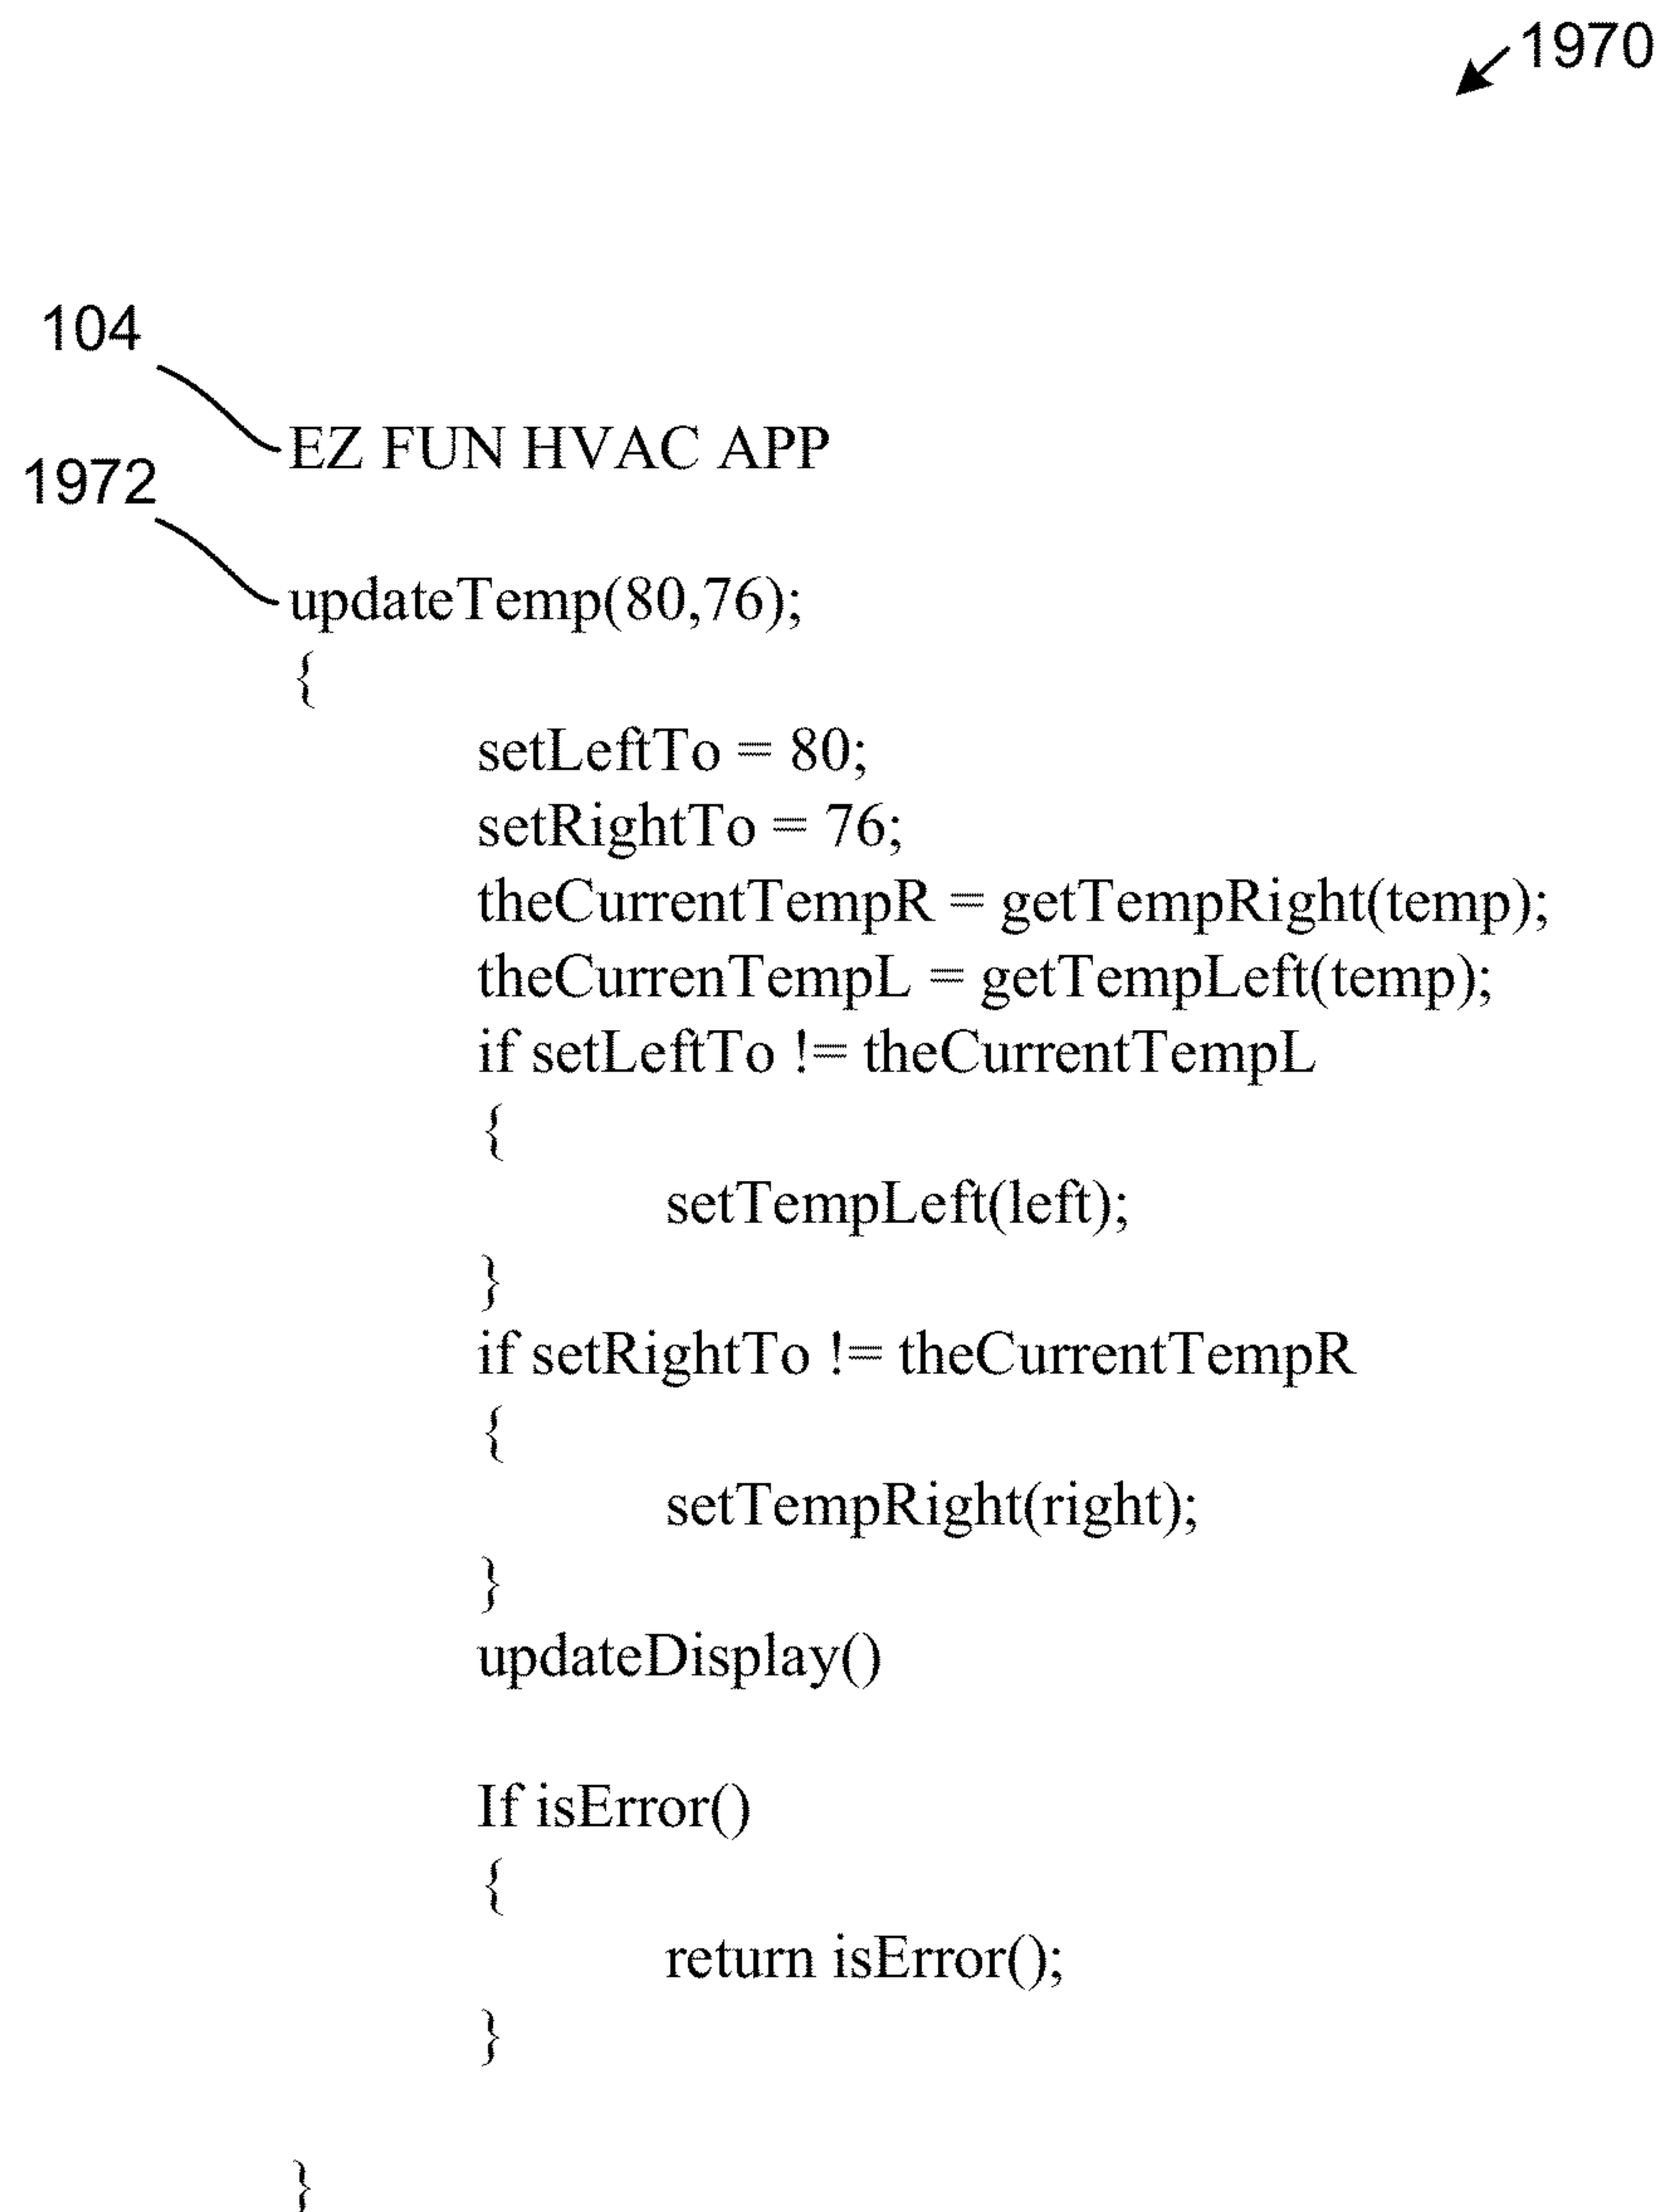 1970
104
EZ FUN HVAC APP
1972
updateTemp(80,76);
{
setLeftTo = 80;
setRightTo = 76;
theCurrentTempR = getTempRight(temp);
theCurrenTempL = getTempLeft(temp);
if setLeftTo != theCurrentTempL
{
setTempLeft(left);
}
if setRightTo != theCurrentTempR
{
setTempRight(right);
}
updateDisplay()
If isError()
{
return isError();
}
}